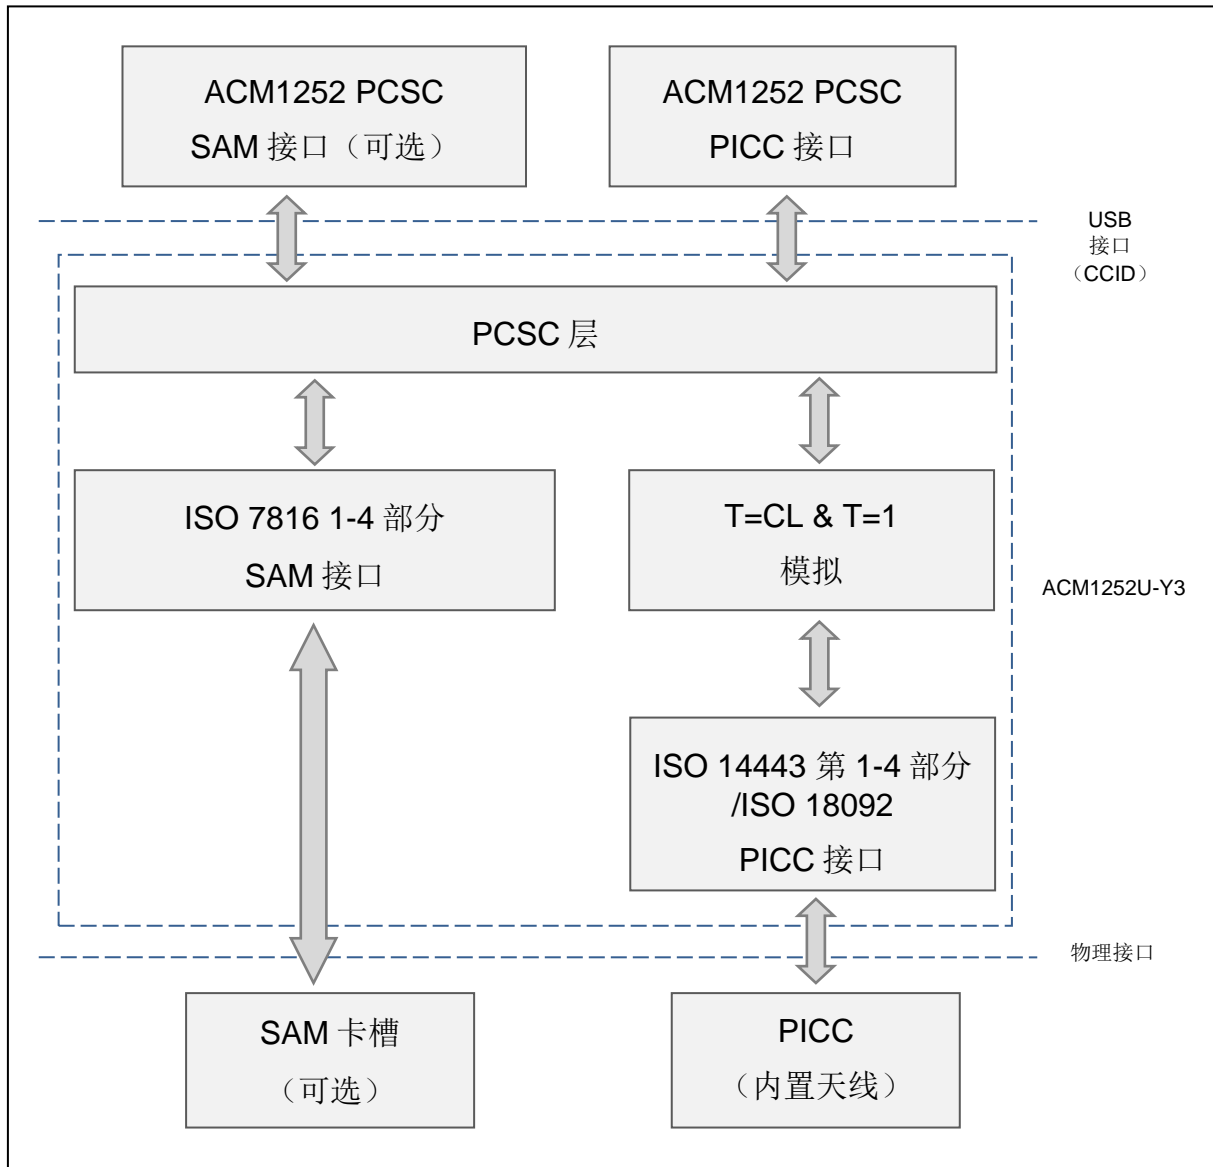 ACM1252 PCSC
SAM 接口（可选）
ACM1252 PCSC
PICC 接口
USB
接口
（CCID）
PCSC 层
ISO 7816 1-4 部分
SAM 接口
T=CL & T=1
模拟
ACM1252U-Y3
ISO 14443 第 1-4 部分
/ISO 18092
PICC 接口
物理接口
SAM 卡槽
（可选）
PICC
（内置天线）